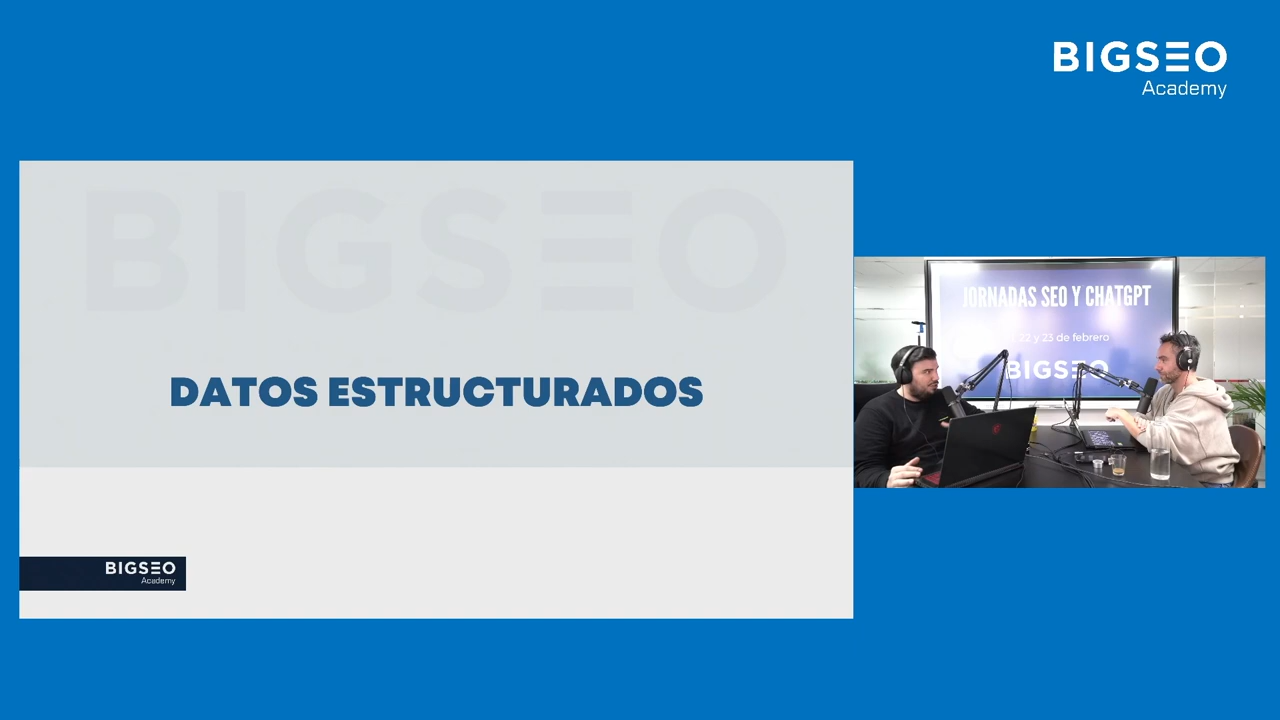 BIGSEO
Academy
BIGSEO
DATOS ESTRUCTURADOS
BIGSEO
Academy
JORNADAS SEO Y CHATGPT
22 y 23 de febrero
BIGSEO